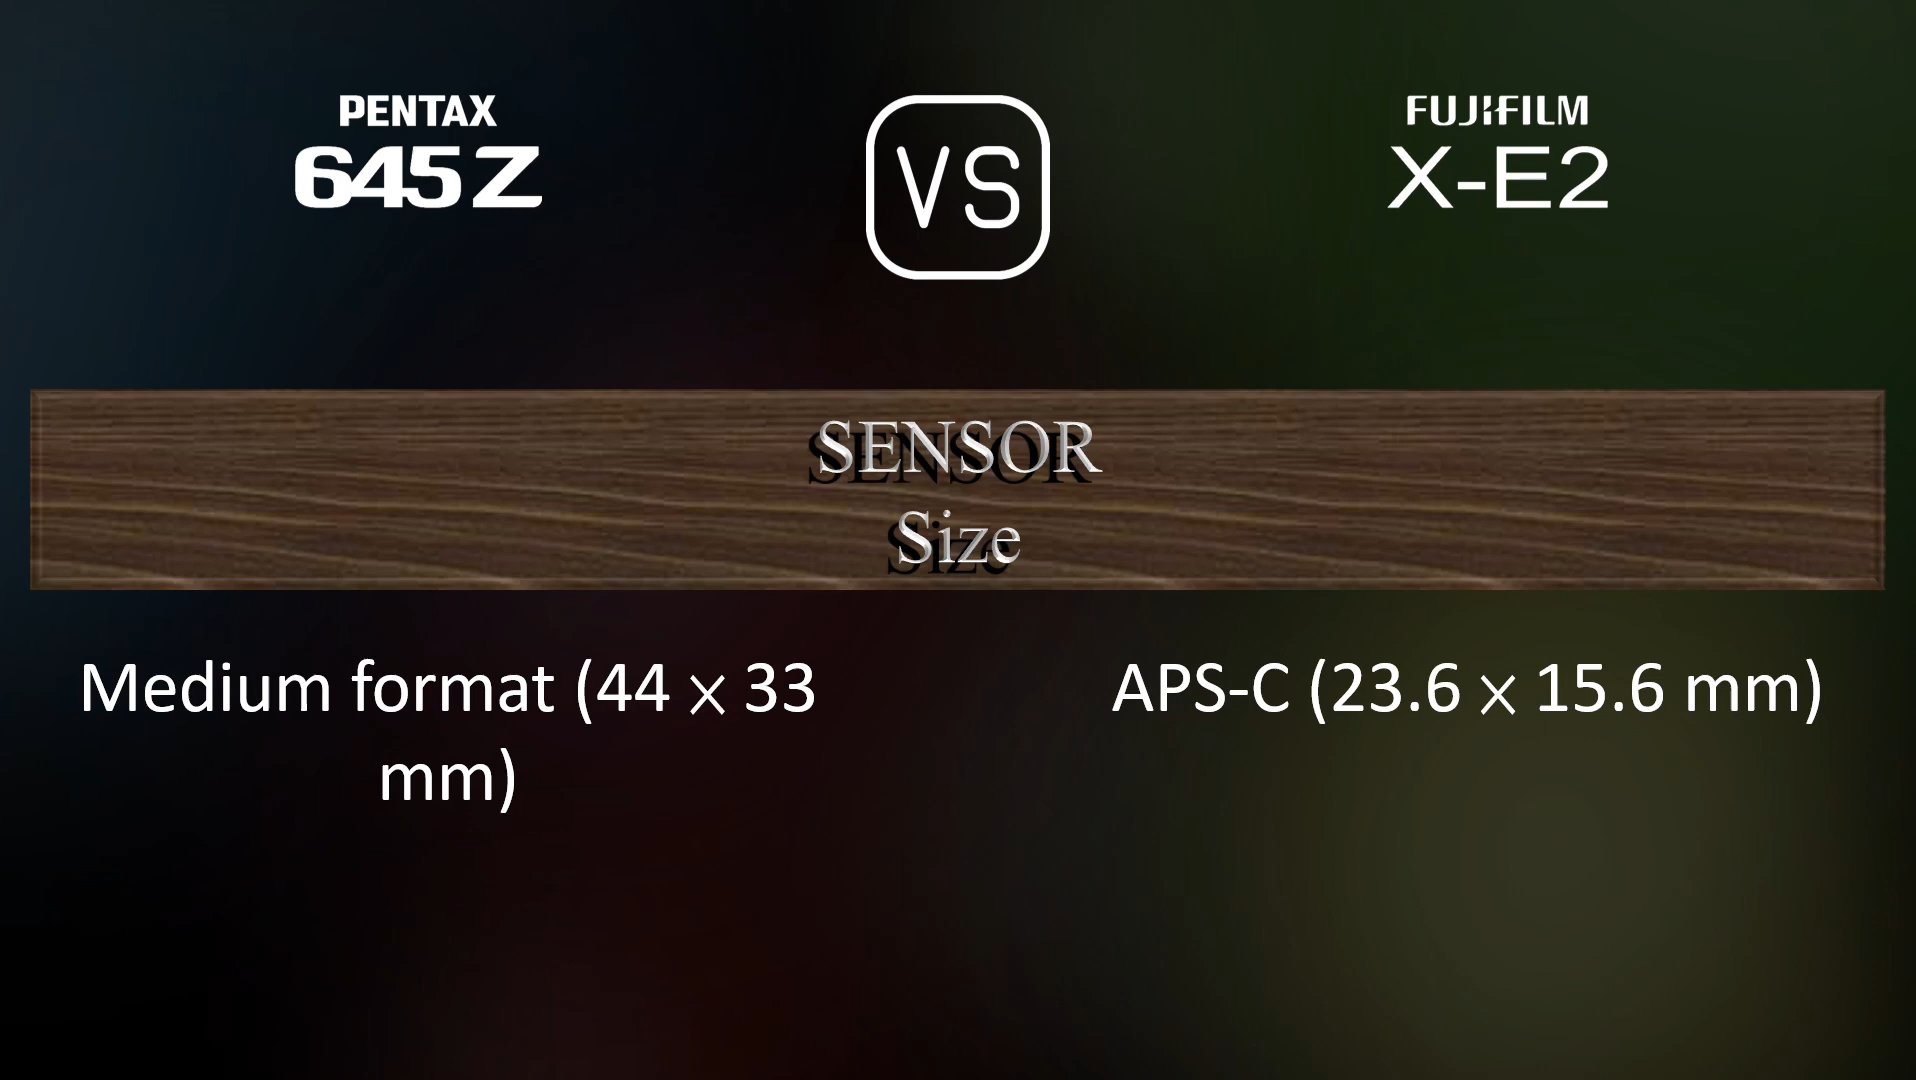 PENTAX
645Z
VS
FUJIFILM
X-E2
SENSOR
Size
Medium format (44 x 33
mm)
APS-C (23.6 x 15.6 mm)